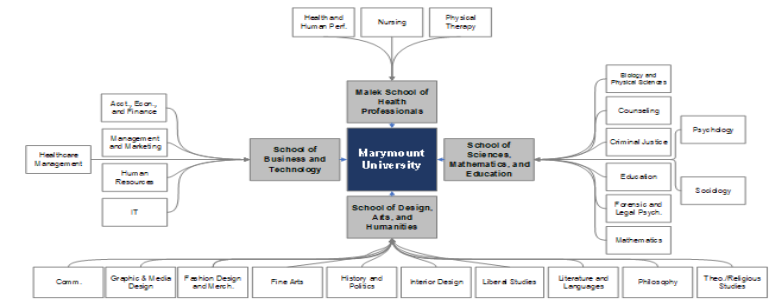 Health and
Human Perf.
Nursing
Physical
Therapy
Malek School of
Health
Professionals
Acct., Econ.,
and Finance
Management
and Marketing
Healthcare
Management
Human
Resources
IT
School of
Business and
Technology
Marymount
University
School of
Sciences,
Mathematics, and
Education
Biology and
Physical Sciences
Counseling
Criminal Justice
Psychology
Education
Sociology
Forensic and
Legal Psych.
Mathematics
School of Design,
Arts, and
Humanities
Comm.
Graphic & Media
Design
Fashion Design
and Merch.
Fine Arts
History and
Politics
Interior Design
Liberal Studies
Literature and
Languages
Philosophy
Theo./Religious
Studies